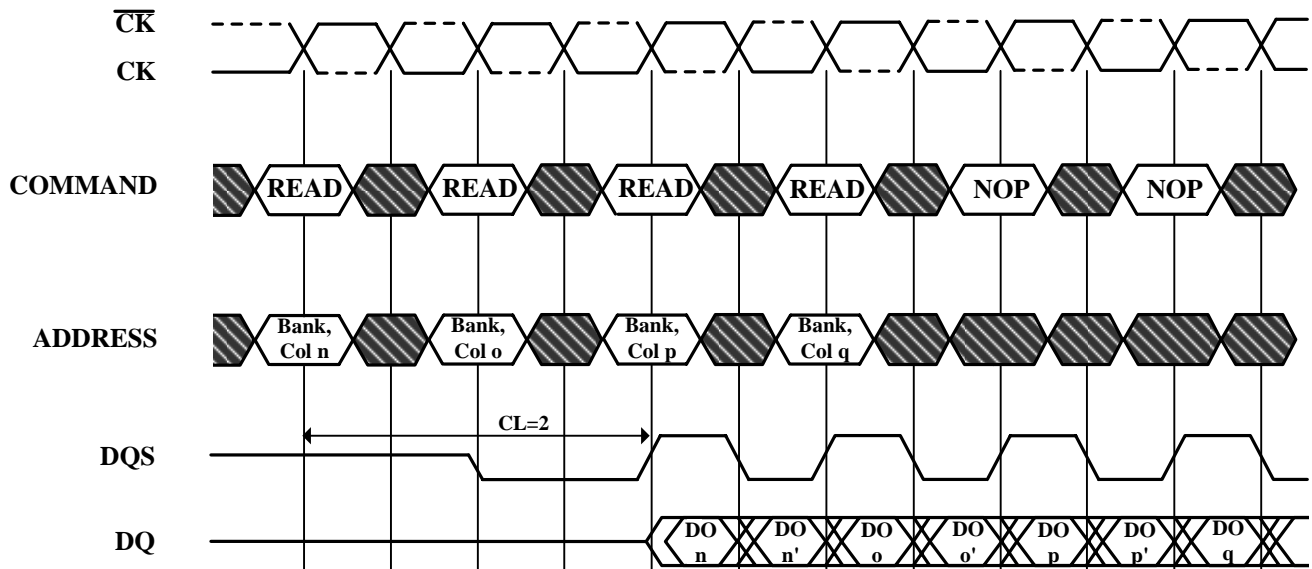 C̅K̅
CK
COMMAND
READ
READ
READ
READ
NOP
NOP
ADDRESS
Bank,
Col n
Bank,
Col o
Bank,
Col p
Bank,
Col q
CL=2
DQS
DQ
DO
n
DO
n'
DO
o
DO
o'
DO
p
DO
p'
DO
q